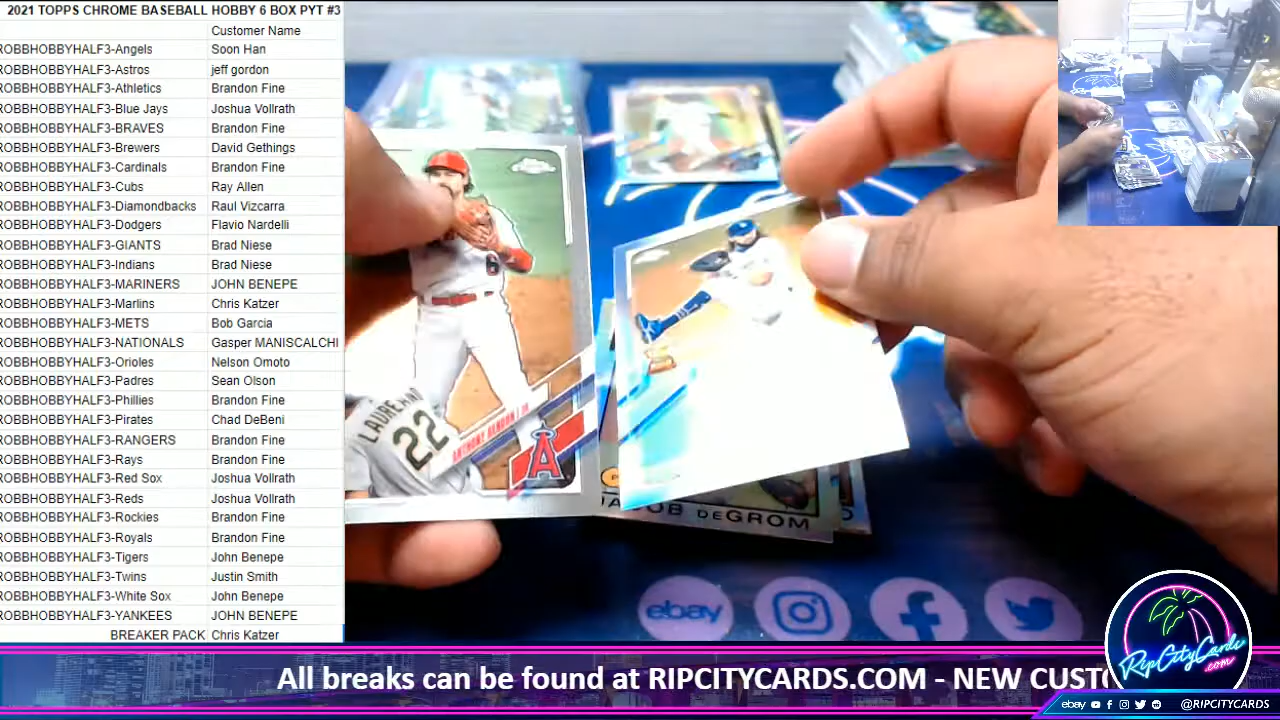 2021 TOPPS CHROME BASEBALL HOBBY 6 BOX PYT #3
Customer Name
ROBBHOBBYHALF3-Angels Soon Han
ROBBHOBBYHALF3-Astros jeff gordon
ROBBHOBBYHALF3-Athletics Brandon Fine
ROBBHOBBYHALF3-Blue Jays Joshua Vollrath
ROBBHOBBYHALF3-BRAVES Brandon Fine
ROBBHOBBYHALF3-Brewers David Gethings
ROBBHOBBYHALF3-Cardinals Brandon Fine
ROBBHOBBYHALF3-Cubs Ray Allen
ROBBHOBBYHALF3-Diamondbacks Raul Vizcarra
ROBBHOBBYHALF3-Dodgers Flavio Nardelli
ROBBHOBBYHALF3-GIANTS Brad Niese
ROBBHOBBYHALF3-Indians Brad Niese
ROBBHOBBYHALF3-MARINERS JOHN BENEPE
ROBBHOBBYHALF3-Marlins Chris Katzer
ROBBHOBBYHALF3-METS Bob Garcia
ROBBHOBBYHALF3-NATIONALS Gasper MANISCALCHI
ROBBHOBBYHALF3-Orioles Nelson Omoto
ROBBHOBBYHALF3-Padres Sean Olson
ROBBHOBBYHALF3-Phillies Brandon Fine
ROBBHOBBYHALF3-Pirates Chad DeBeni
ROBBHOBBYHALF3-RANGERS Brandon Fine
ROBBHOBBYHALF3-Rays Brandon Fine
ROBBHOBBYHALF3-Red Sox Joshua Vollrath
ROBBHOBBYHALF3-Reds Joshua Vollrath
ROBBHOBBYHALF3-Rockies Brandon Fine
ROBBHOBBYHALF3-Royals Brandon Fine
ROBBHOBBYHALF3-Tigers John Benepe
ROBBHOBBYHALF3-Twins Justin Smith
ROBBHOBBYHALF3-White Sox John Benepe
ROBBHOBBYHALF3-YANKEES JOHN BENEPE
BREAKER PACK Chris Katzer
6
LAUREANO
22
ANTHONY RENDON
A
JACOB DeGROM
ebay
All breaks can be found at RIPCITYCARDS.COM - NEW CUSTO
RipCityCards
.com
ebay @RIPCITYCARDS